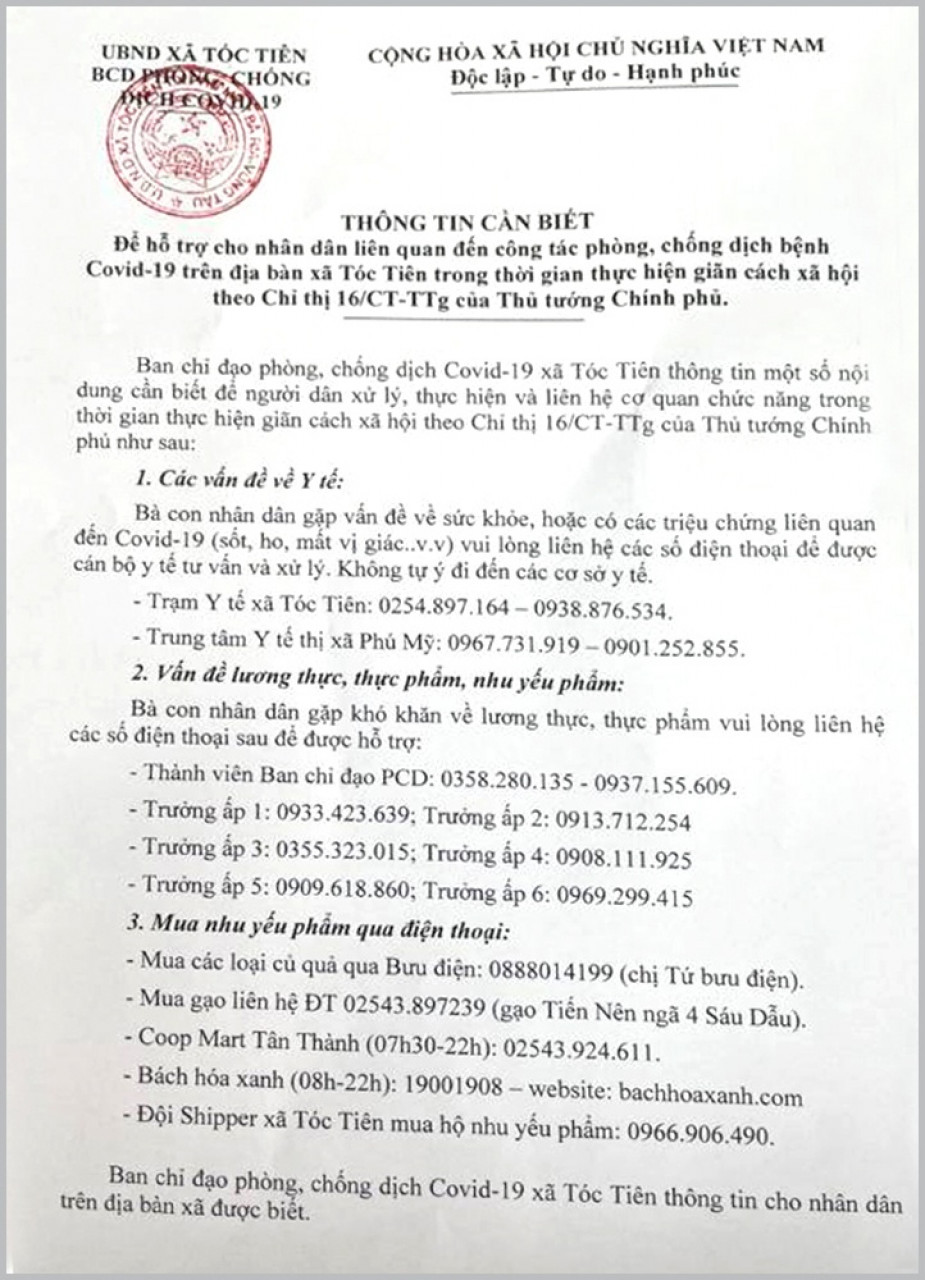 UBND XÃ TÓC TIÊN
BCD PHÒNG, CHỐNG
DỊCH COVID-19
CỘNG HÒA XÃ HỘI CHỦ NGHĨA VIỆT NAM
Độc lập - Tự do - Hạnh phúc
U.B.N.D XÃ TÓC BÀ RỊA-VŨNG TÀU
THÔNG TIN CẦN BIẾT
Để hỗ trợ cho nhân dân liên quan đến công tác phòng, chống dịch bệnh
Covid-19 trên địa bàn xã Tóc Tiên trong thời gian thực hiện giãn cách xã hội
theo Chỉ thị 16/CT-TTg của Thủ tướng Chính phủ.
Ban chỉ đạo phòng, chống dịch Covid-19 xã Tóc Tiên thông tin một số nội
dung cần biết để người dân xử lý, thực hiện và liên hệ cơ quan chức năng trong
thời gian thực hiện giãn cách xã hội theo Chỉ thị 16/CT-TTg của Thủ tướng Chính
phủ như sau:
1. Các vấn đề về Y tế:
Bà con nhân dân gặp vấn đề về sức khỏe, hoặc có các triệu chứng liên quan
đến Covid-19 (sốt, ho, mất vị giác..v.v) vui lòng liên hệ các số điện thoại để được
cán bộ y tế tư vấn và xử lý. Không tự ý đi đến các cơ sở y tế.
- Trạm Y tế xã Tóc Tiên: 0254.897.164 – 0938.876.534.
- Trung tâm Y tế thị xã Phú Mỹ: 0967.731.919 – 0901.252.855.
2. Vấn đề lương thực, thực phẩm, nhu yếu phẩm:
Bà con nhân dân gặp khó khăn về lương thực, thực phẩm vui lòng liên hệ
các số điện thoại sau để được hỗ trợ:
- Thành viên Ban chỉ đạo PCD: 0358.280.135 - 0937.155.609.
- Trưởng ấp 1: 0933.423.639; Trưởng ấp 2: 0913.712.254
- Trưởng ấp 3: 0355.323.015; Trưởng ấp 4: 0908.111.925
- Trưởng ấp 5: 0909.618.860; Trưởng ấp 6: 0969.299.415
3. Mua nhu yếu phẩm qua điện thoại:
- Mua các loại củ quả qua Bưu điện: 0888014199 (chị Tứ bưu điện).
- Mua gạo liên hệ ĐT 02543.897239 (gạo Tiến Nên ngã 4 Sáu Dẫu).
- Coop Mart Tân Thành (07h30-22h): 02543.924.611.
- Bách hóa xanh (08h-22h): 19001908 – website: bachhoaxanh.com
- Đội Shipper xã Tóc Tiên mua hộ nhu yếu phẩm: 0966.906.490.
Ban chỉ đạo phòng, chống dịch Covid-19 xã Tóc Tiên thông tin cho nhân dân
trên địa bàn xã được biết.